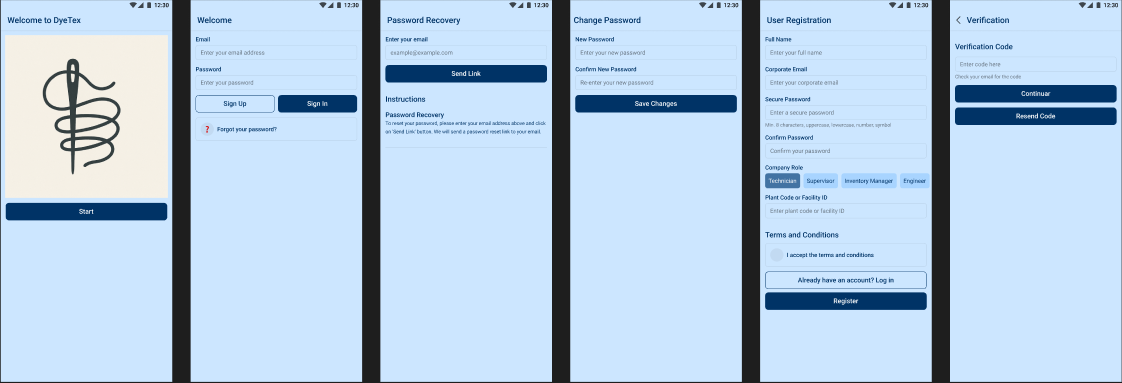 12:30
Welcome to DyeTex
Start
12:30
Welcome
Email
Enter your email address
Password
Enter your password
Sign Up
Sign In
?
Forgot your password?
12:30
Password Recovery
Enter your email
example@example.com
Send Link
Instructions
Password Recovery
To reset your password, please enter your email address above and click
on 'Send Link' button. We will send a password reset link to your email.
12:30
Change Password
New Password
Enter your new password
Confirm New Password
Re enter your new password
Save Changes
12:30
User Registration
Full Name
Enter your full name
Corporate Email
Enter your corporate email
Secure Password
Enter a secure password
Min. 8 characters, uppercase, lowercase, number, symbol
Confirm Password
Confirm your password
Company Role
Technician
Supervisor
Inventory Manager
Engineer
Plant Code or Facility ID
Enter plant code or facility ID
Terms and Conditions
I accept the terms and conditions
Already have an account? Log in
Register
12:30
Verification
Verification Code
Enter code here
Check your email for the code
Continuar
Resend Code